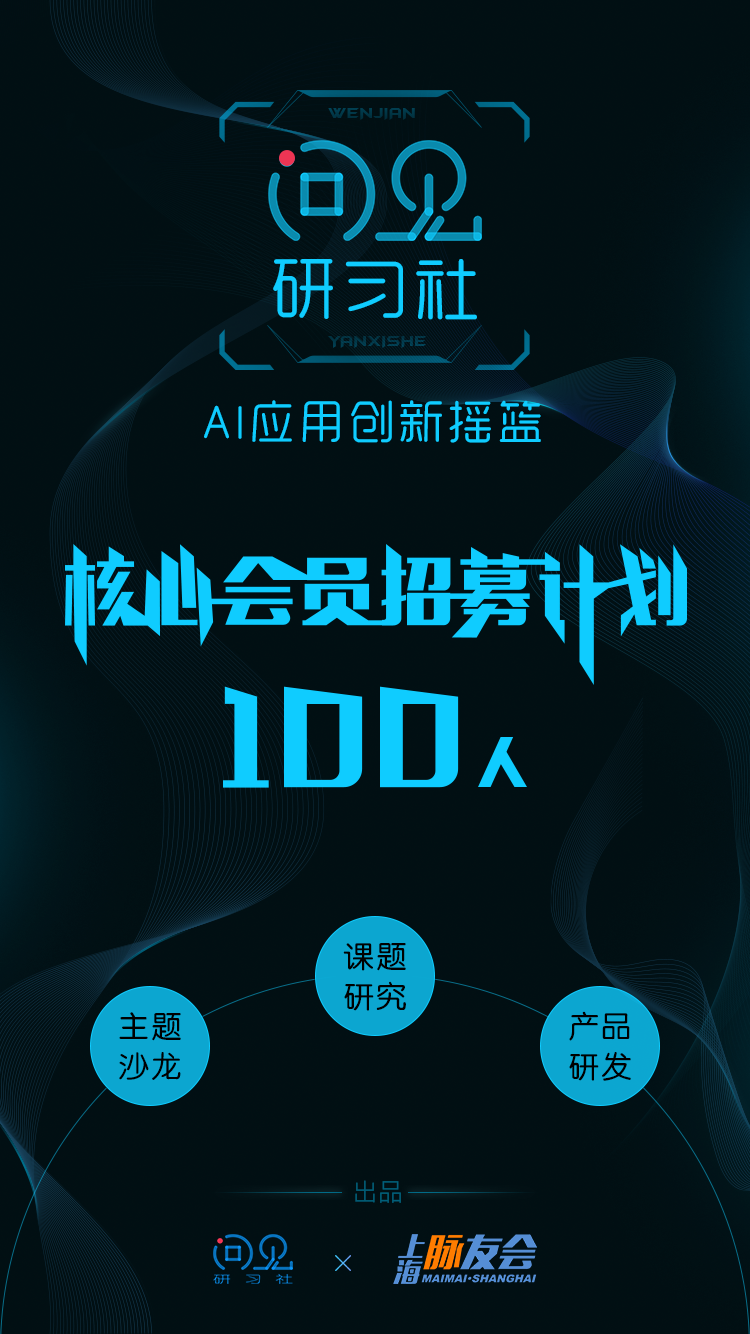 WENJIAN
问见
研习社
YANXISHE
AI应用创新摇篮
核心会员招募计划
100人
课题
研究
主题
沙龙
产品
研发
出品
问见
研习社
×
上海脉友会
MAIMAI·SHANGHAI